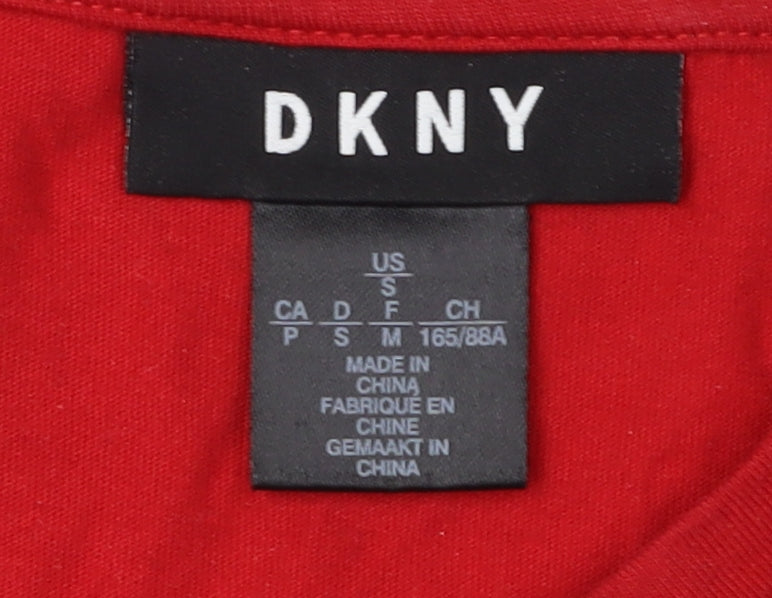 DKNY
US
S
CA D F CH
P S M 165/88A
MADE IN
CHINA
FABRIQUÉ EN
CHINE
GEMAAKT IN
CHINA